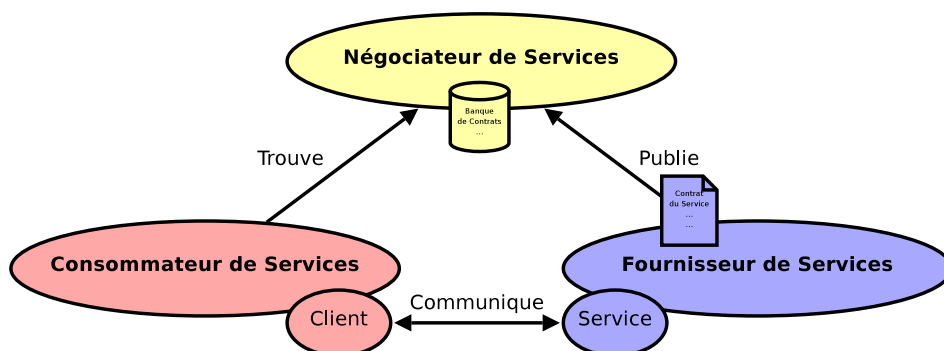 Négociateur de Services
Banque
de Contrats
...
Trouve
Publie
Contrat
du Service
...
...
Consommateur de Services
Fournisseur de Services
Communique
Client
Service